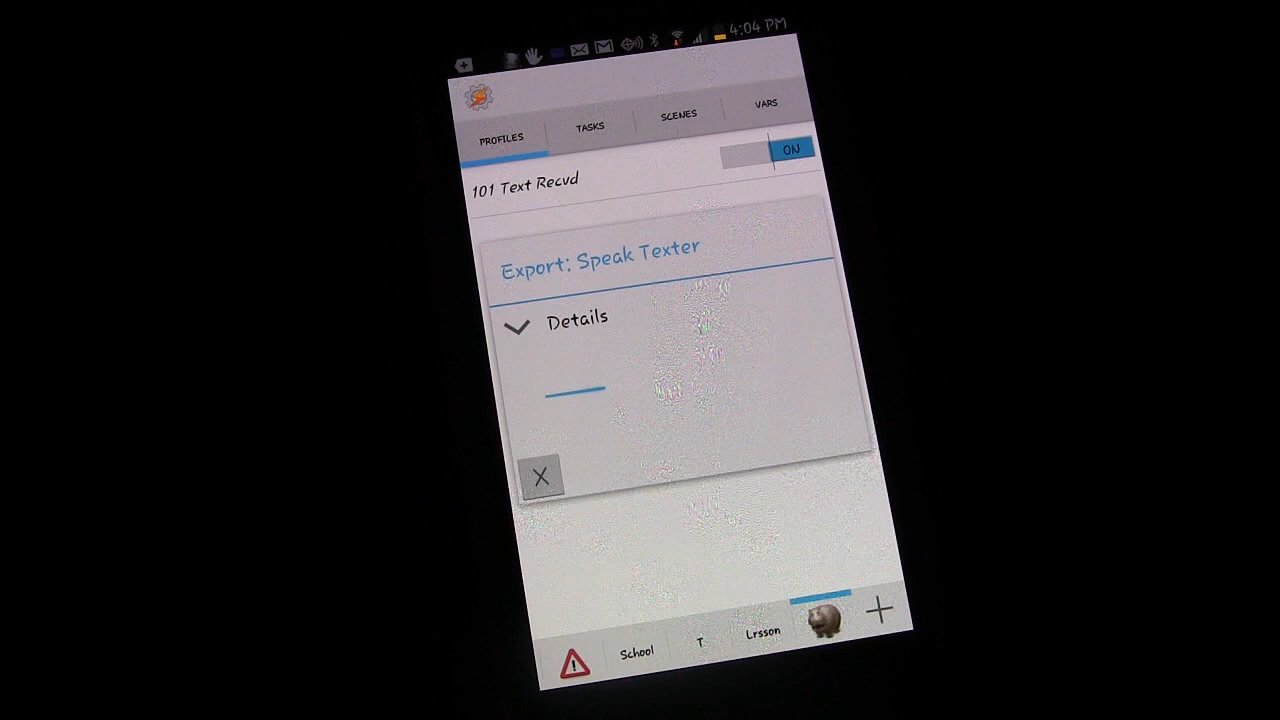 4:04 PM
PROFILES TASKS SCENES VARS
101 Text Recvd ON
Export: Speak Texter
Details
X
School T Lrsson